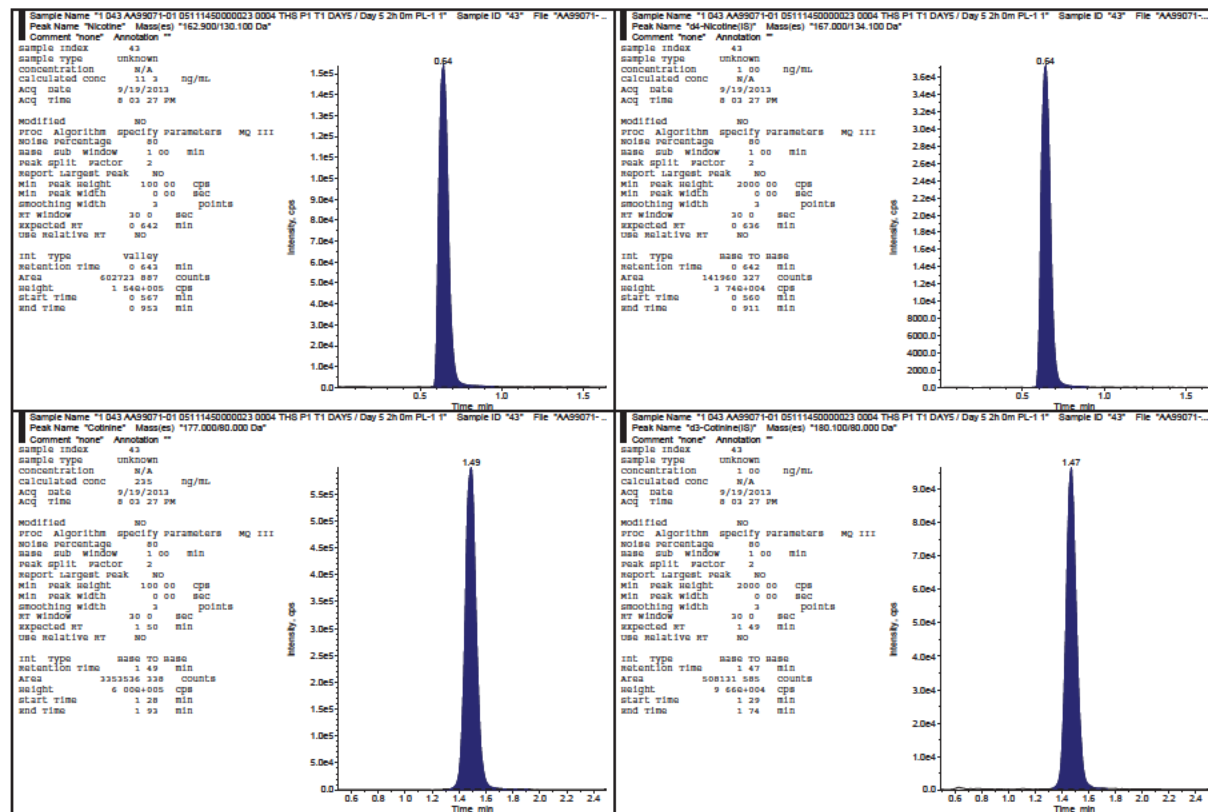 Sample Name "1 043 AA99071-01 05111450000023 0004 THS P1 T1 DAY5 / Day 5 2h 0m PL-1 1" Sample ID "43" File "AA99071-...
Peak Name "Nicotine" Mass(es) "162.900/130.100 Da"
Comment "none" Annotation ""
Sample Index 43
Sample Type Unknown
Concentration N/A
Calculated Conc 11 3 ng/mL
Acq Date 9/19/2013
Acq Time 8 03 27 PM
Modified NO
Proc Algorithm Specify Parameters MQ III
Noise Percentage 80
Base Sub Window 1 00 min
Peak Split Factor 2
Report Largest Peak NO
Min Peak Height 100 00 cps
Min Peak Width 0 00 sec
Smoothing Width 3 points
RT Window 30 0 sec
Expected RT 0 642 min
Use Relative RT NO
Int Type Valley
Retention Time 0 643 min
Area 602723 887 counts
Height 1 54e+005 cps
Start Time 0 567 min
End Time 0 953 min
0.64
Intensity, cps
1.5e5
1.4e5
1.3e5
1.2e5
1.1e5
1.0e5
9.0e4
8.0e4
7.0e4
6.0e4
5.0e4
4.0e4
3.0e4
2.0e4
1.0e4
0.0
0.5 1.0 1.5
Time min
Sample Name "1 043 AA99071-01 05111450000023 0004 THS P1 T1 DAY5 / Day 5 2h 0m PL-1 1" Sample ID "43" File "AA99071-...
Peak Name "d4-Nicotine(IS)" Mass(es) "167.000/134.100 Da"
Comment "none" Annotation ""
Sample Index 43
Sample Type Unknown
Concentration 1 00 ng/mL
Calculated Conc N/A
Acq Date 9/19/2013
Acq Time 8 03 27 PM
Modified NO
Proc Algorithm Specify Parameters MQ III
Noise Percentage 80
Base Sub Window 1 00 min
Peak Split Factor 2
Report Largest Peak NO
Min Peak Height 2000 00 cps
Min Peak Width 0 00 sec
Smoothing Width 3 points
RT Window 30 0 sec
Expected RT 0 636 min
Use Relative RT NO
Int Type Base To Base
Retention Time 0 642 min
Area 141960 327 counts
Height 3 74e+004 cps
Start Time 0 560 min
End Time 0 911 min
0.64
Intensity, cps
3.6e4
3.4e4
3.2e4
3.0e4
2.8e4
2.6e4
2.4e4
2.2e4
2.0e4
1.8e4
1.6e4
1.4e4
1.2e4
1.0e4
8000.0
6000.0
4000.0
2000.0
0.0
0.5 1.0 1.5
Time min
Sample Name "1 043 AA99071-01 05111450000023 0004 THS P1 T1 DAY5 / Day 5 2h 0m PL-1 1" Sample ID "43" File "AA99071-...
Peak Name "Cotinine" Mass(es) "177.000/80.000 Da"
Comment "none" Annotation ""
Sample Index 43
Sample Type Unknown
Concentration N/A
Calculated Conc 235 ng/mL
Acq Date 9/19/2013
Acq Time 8 03 27 PM
Modified NO
Proc Algorithm Specify Parameters MQ III
Noise Percentage 80
Base Sub Window 1 00 min
Peak Split Factor 2
Report Largest Peak NO
Min Peak Height 100 00 cps
Min Peak Width 0 00 sec
Smoothing Width 3 points
RT Window 30 0 sec
Expected RT 1 50 min
Use Relative RT NO
Int Type Base To Base
Retention Time 1 49 min
Area 3353536 338 counts
Height 6 00e+005 cps
Start Time 1 28 min
End Time 1 93 min
1.49
Intensity, cps
5.5e5
5.0e5
4.5e5
4.0e5
3.5e5
3.0e5
2.5e5
2.0e5
1.5e5
1.0e5
5.0e4
0.0
0.6 0.8 1.0 1.2 1.4 1.6 1.8 2.0 2.2 2.4
Time min
Sample Name "1 043 AA99071-01 05111450000023 0004 THS P1 T1 DAY5 / Day 5 2h 0m PL-1 1" Sample ID "43" File "AA99071-...
Peak Name "d3-Cotinine(IS)" Mass(es) "180.100/80.000 Da"
Comment "none" Annotation ""
Sample Index 43
Sample Type Unknown
Concentration 1 00 ng/mL
Calculated Conc N/A
Acq Date 9/19/2013
Acq Time 8 03 27 PM
Modified NO
Proc Algorithm Specify Parameters MQ III
Noise Percentage 80
Base Sub Window 1 00 min
Peak Split Factor 2
Report Largest Peak NO
Min Peak Height 2000 00 cps
Min Peak Width 0 00 sec
Smoothing Width 3 points
RT Window 30 0 sec
Expected RT 1 49 min
Use Relative RT NO
Int Type Base To Base
Retention Time 1 47 min
Area 508131 585 counts
Height 9 66e+004 cps
Start Time 1 29 min
End Time 1 74 min
1.47
Intensity, cps
9.0e4
8.0e4
7.0e4
6.0e4
5.0e4
4.0e4
3.0e4
2.0e4
1.0e4
0.0
0.6 0.8 1.0 1.2 1.4 1.6 1.8 2.0 2.2 2.4
Time min